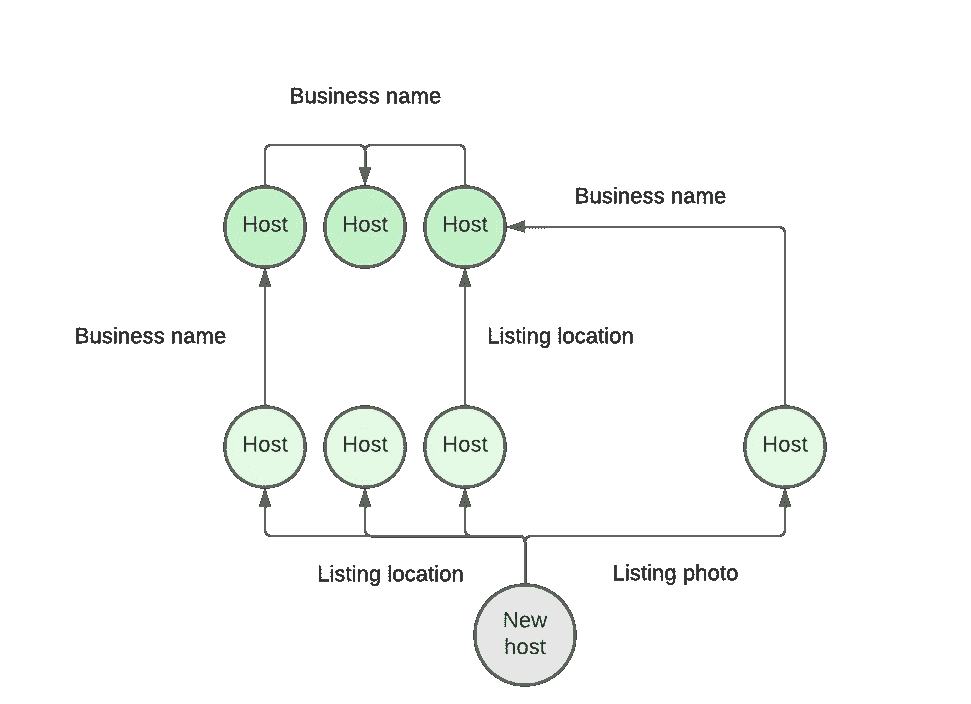 Business name
Business name
Host Host Host
Business name
Listing location
Host Host Host Host
Listing location
Listing photo
New
host